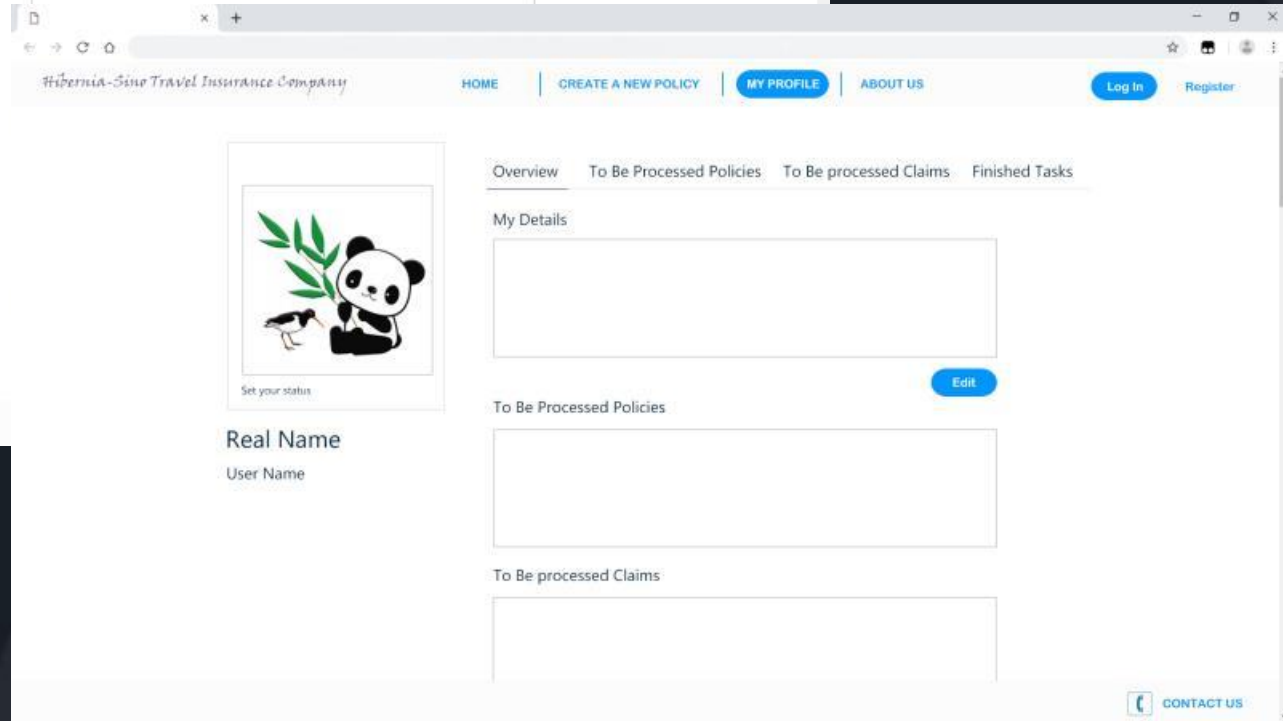 Hibernia-Sino Travel Insurance Company
HOME CREATE A NEW POLICY MY PROFILE ABOUT US Log In Register
Overview To Be Processed Policies To Be processed Claims Finished Tasks
My Details
Set your status
Edit
To Be Processed Policies
Real Name
User Name
To Be processed Claims
CONTACT US